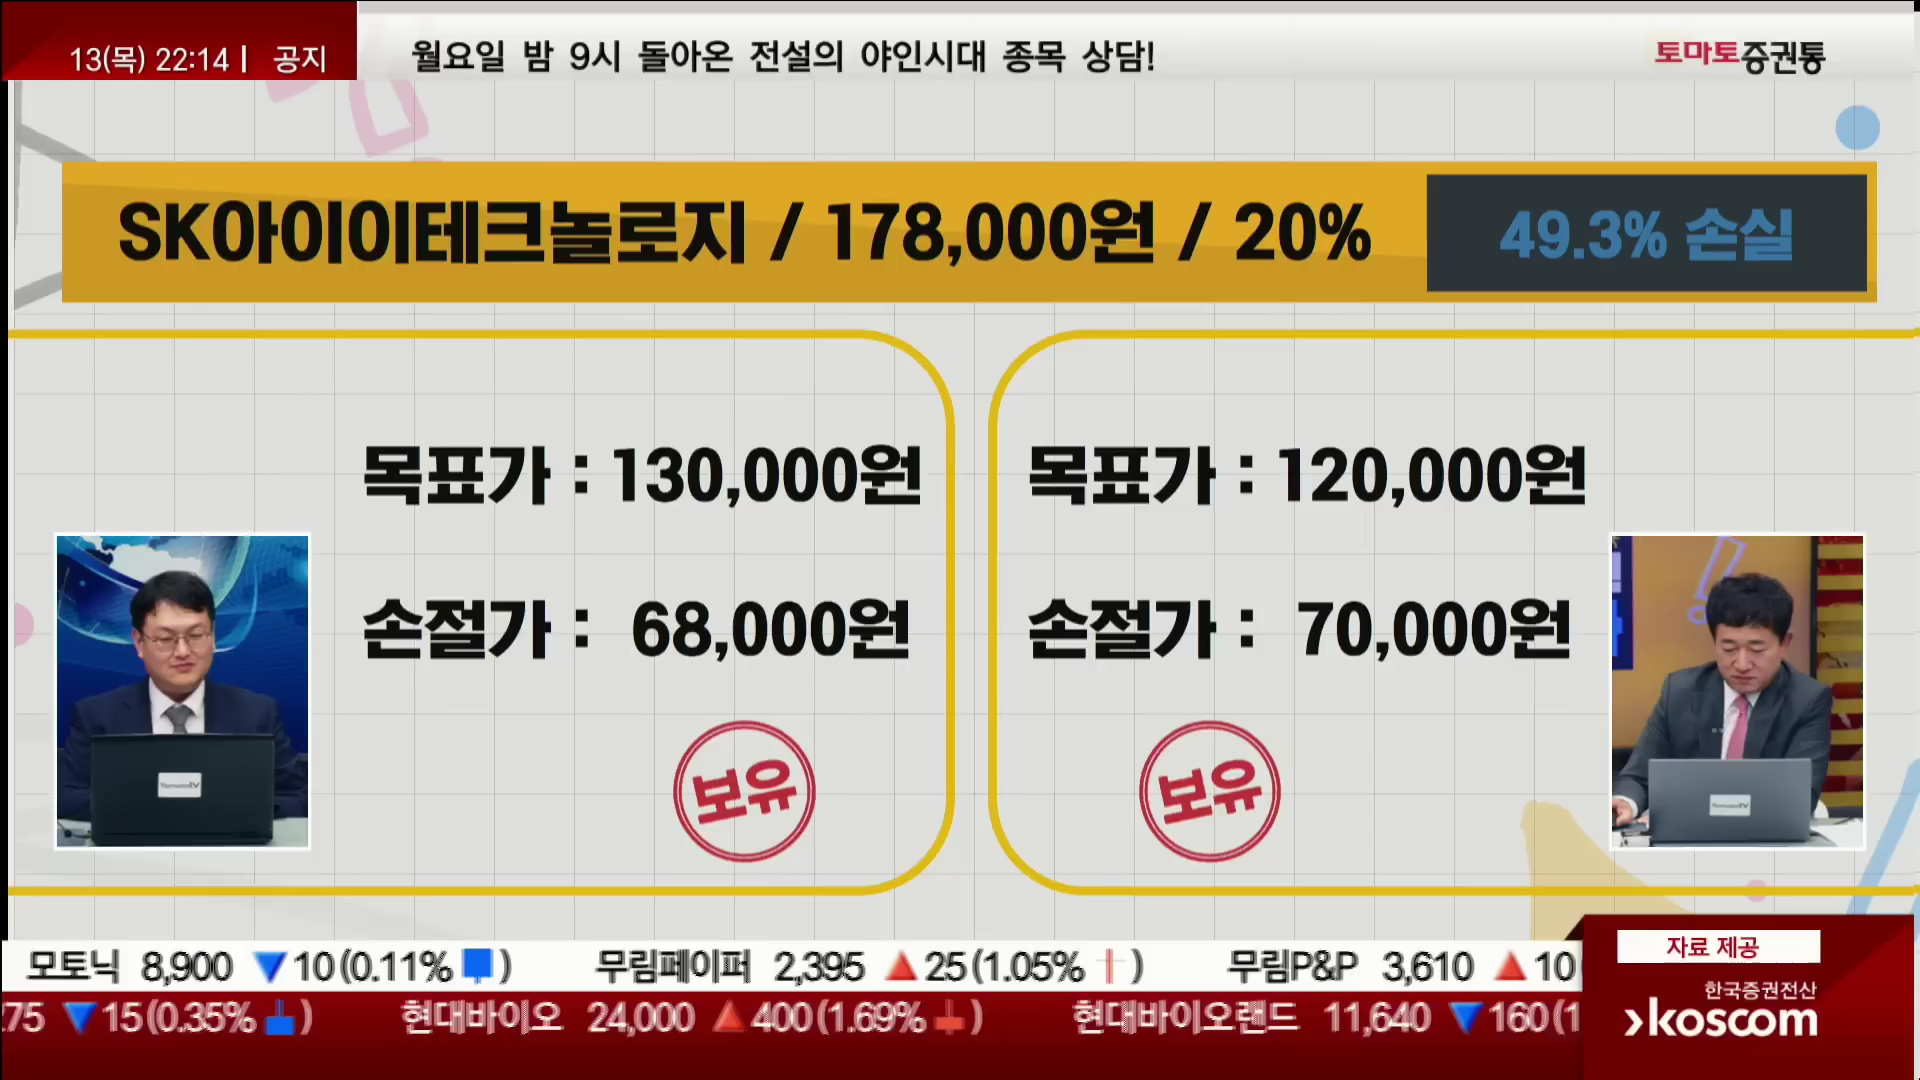 13(목) 22:14 | 공지
월요일 밤 9시 돌아온 전설의 야인시대 종목 상담!
토마토증권통
SK아이이테크놀로지 / 178,000원 / 20%
49.3% 손실
목표가 : 130,000원
손절가 : 68,000원
보유
목표가 : 120,000원
손절가 : 70,000원
보유
모토닉 8,900 ▼10(0.11% ) 무림페이퍼 2,395 ▲25(1.05% ) 무림P&P 3,610 ▲10
275 ▼15(0.35% ) 현대바이오 24,000 ▲400(1.69% ) 현대바이오랜드 11,640 ▼160(1
자료 제공
한국증권전산
koscom